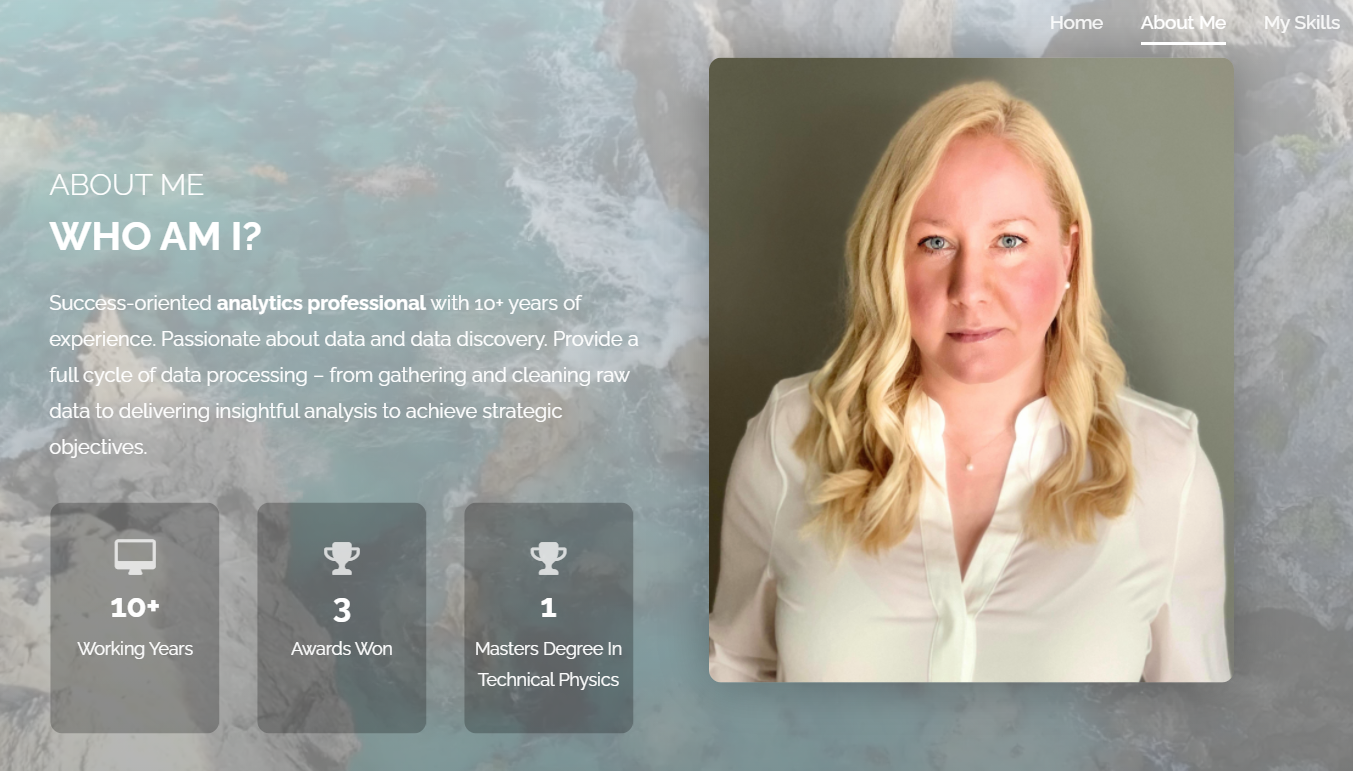 Home About Me My Skills
ABOUT ME
WHO AM I?
Success-oriented analytics professional with 10+ years of
experience. Passionate about data and data discovery. Provide a
full cycle of data processing – from gathering and cleaning raw
data to delivering insightful analysis to achieve strategic
objectives.
10+
Working Years
3
Awards Won
1
Masters Degree In
Technical Physics